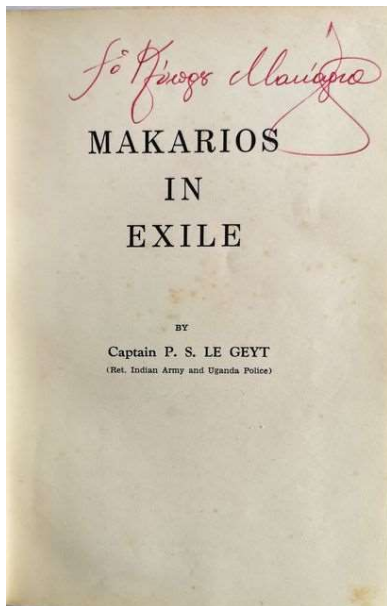 † ὁ Κύπρου Μακάριος
MAKARIOS
IN
EXILE
BY
Captain P. S. LE GEYT
(Ret. Indian Army and Uganda Police)